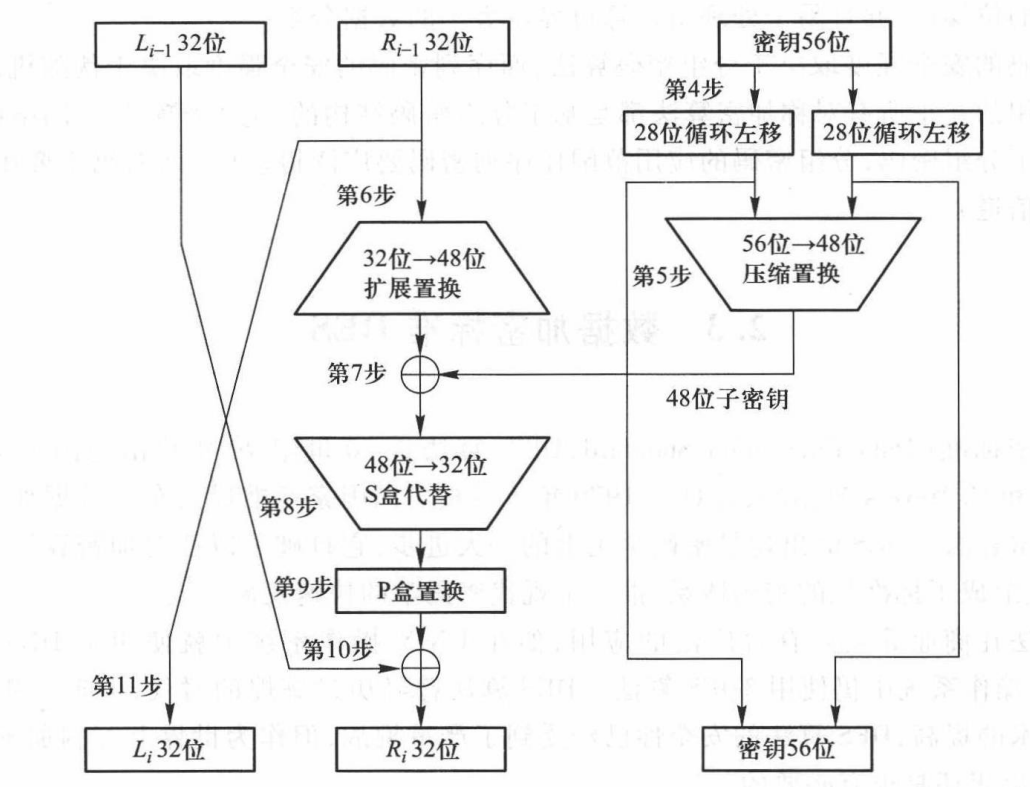 L_{i-1} 32位
R_{i-1} 32位
密钥56位
第4步
28位循环左移
28位循环左移
第6步
32位→48位
扩展置换
56位→48位
压缩置换
第5步
第7步
48位子密钥
48位→32位
S盒代替
第8步
第9步
P盒置换
第10步
第11步
L_i 32位
R_i 32位
密钥56位